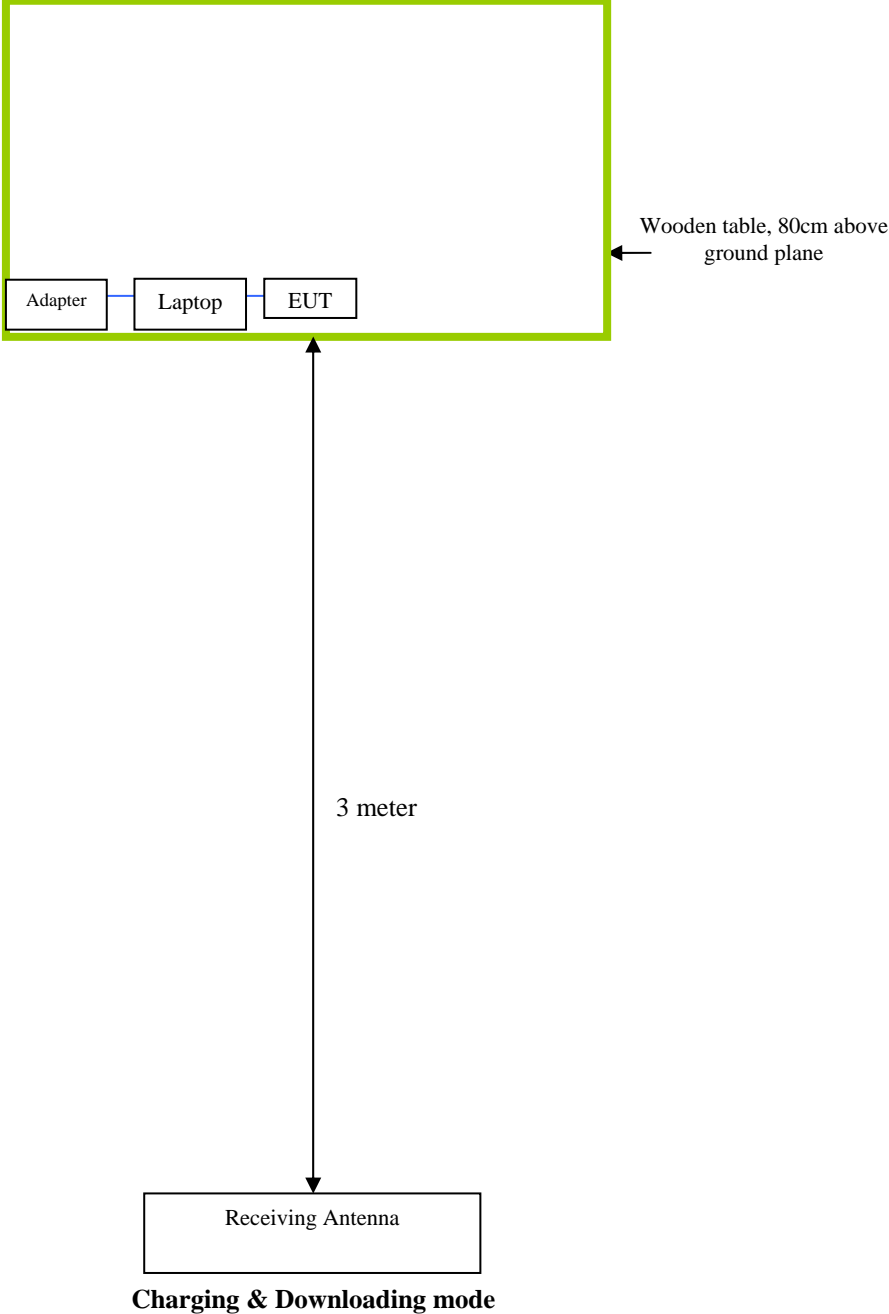 Wooden table, 80cm above
ground plane
Adapter
Laptop
EUT
3 meter
Receiving Antenna
Charging & Downloading mode